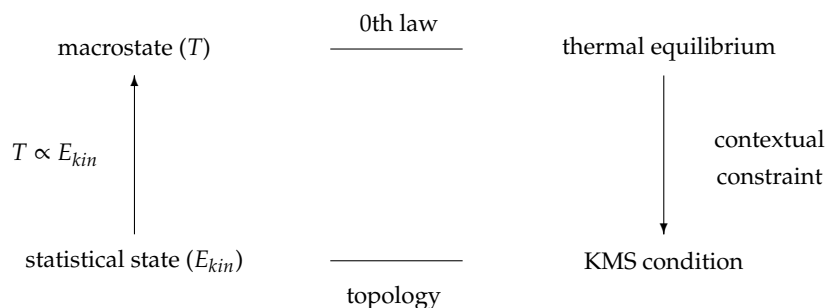 0th law
macrostate (T)
thermal equilibrium
T ∝ E_kin
contextual
constraint
statistical state (E_kin)
KMS condition
topology